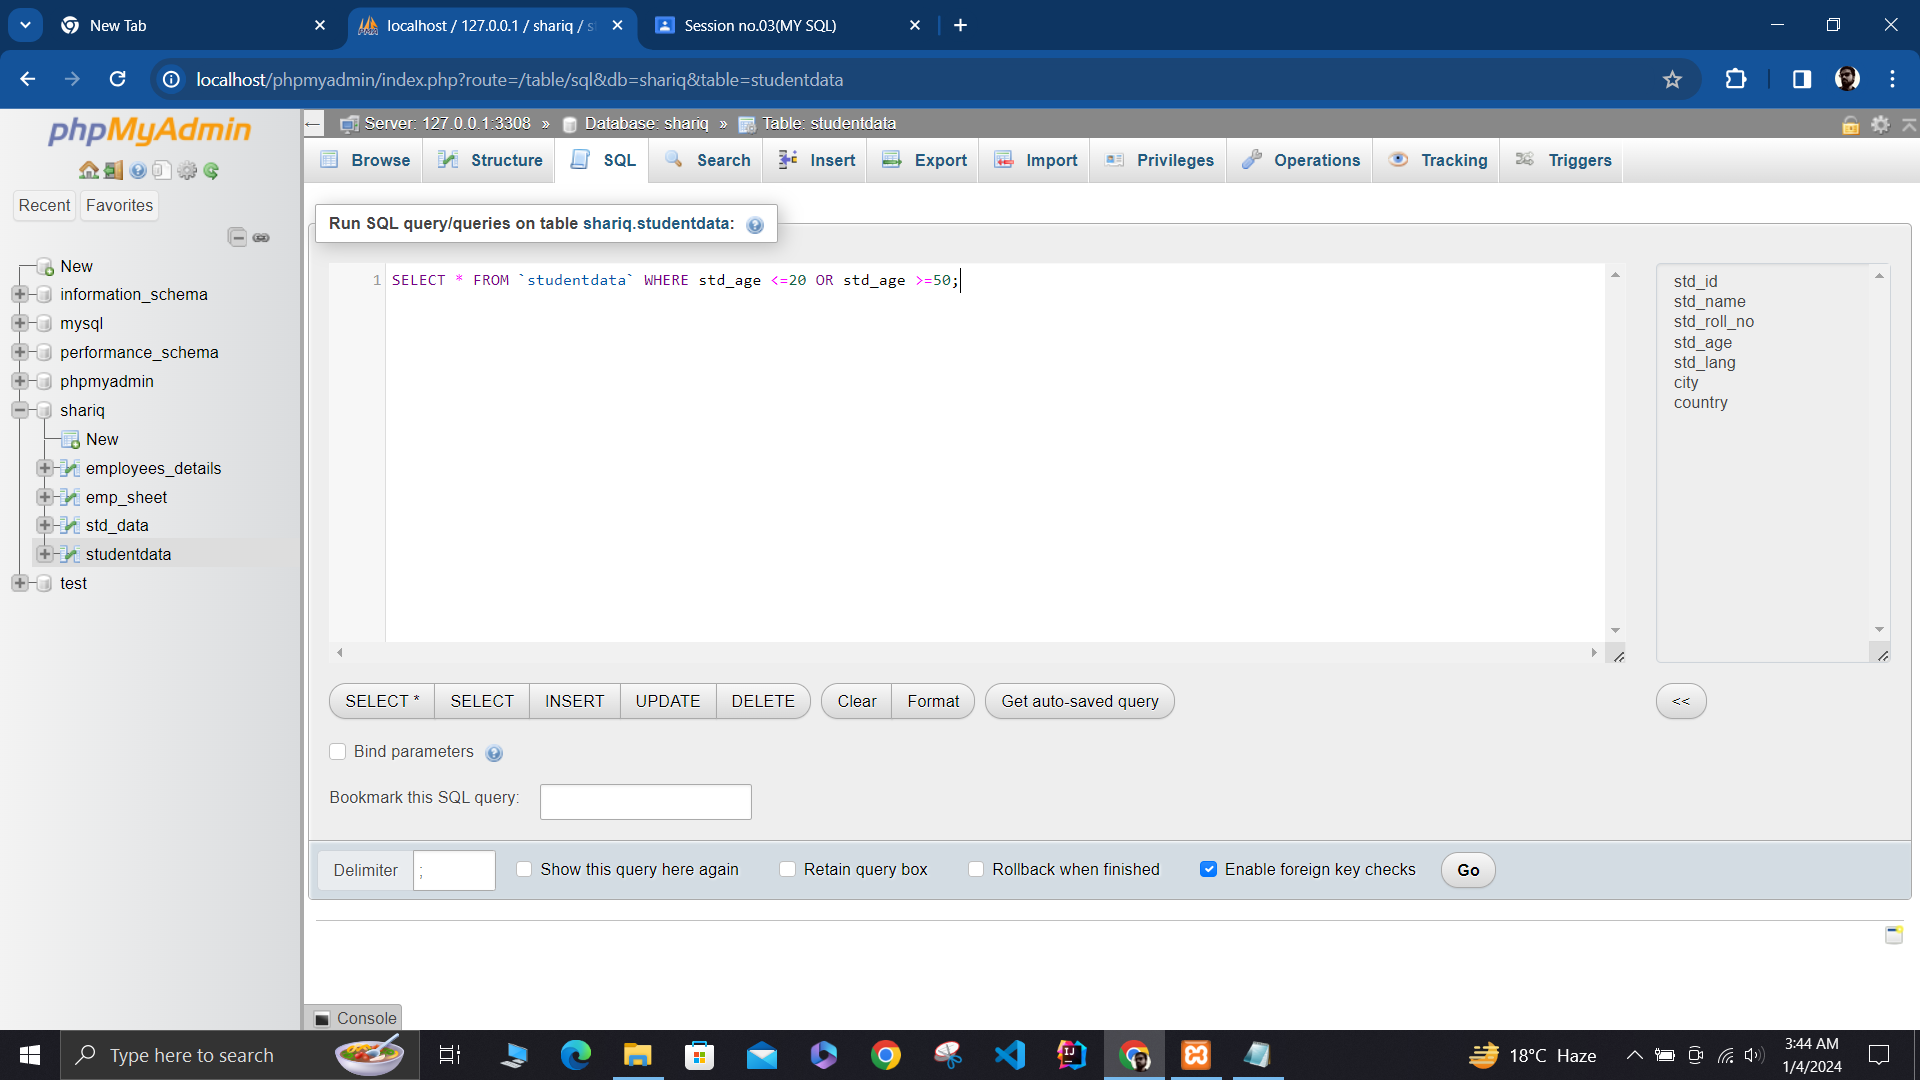 New Tab
localhost / 127.0.0.1 / shariq / s
Session no.03(MY SQL)
localhost/phpmyadmin/index.php?route=/table/sql&db=shariq&table=studentdata
phpMyAdmin
Server: 127.0.0.1:3308 » Database: shariq » Table: studentdata
Browse
Structure
SQL
Search
Insert
Export
Import
Privileges
Operations
Tracking
Triggers
Recent
Favorites
New
information_schema
mysql
performance_schema
phpmyadmin
shariq
New
employees_details
emp_sheet
std_data
studentdata
test
Run SQL query/queries on table shariq.studentdata:
1 SELECT * FROM `studentdata` WHERE std_age <=20 OR std_age >=50;
std_id
std_name
std_roll_no
std_age
std_lang
city
country
SELECT *
SELECT
INSERT
UPDATE
DELETE
Clear
Format
Get auto-saved query
<<
Bind parameters
Bookmark this SQL query:
Delimiter
;
Show this query here again
Retain query box
Rollback when finished
Enable foreign key checks
Go
Console
Type here to search
18°C Haze
3:44 AM
1/4/2024